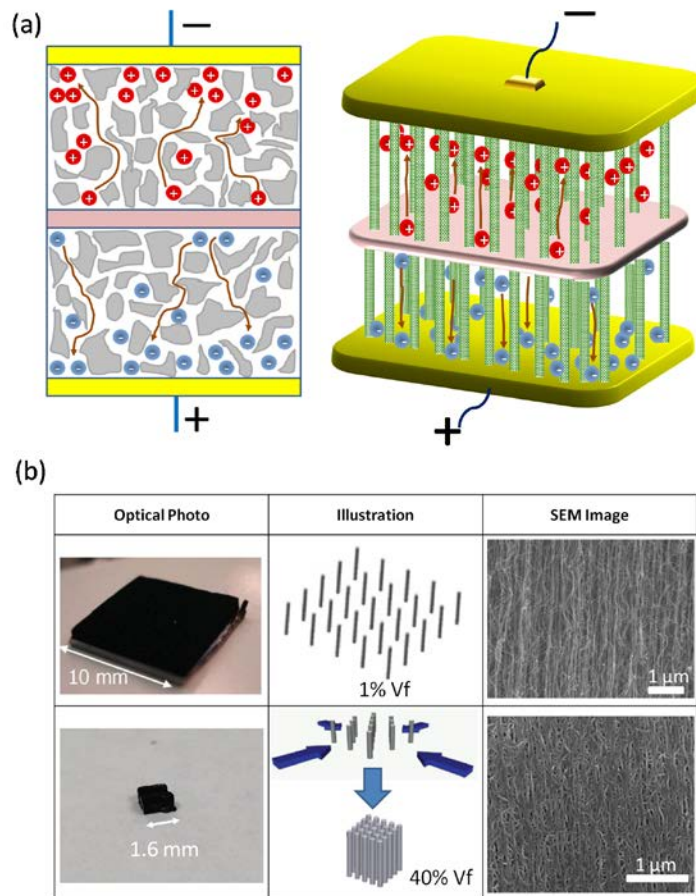 (a)
−
−
+
+
(b)
Optical Photo
Illustration
SEM Image
10 mm
1% Vf
1 µm
1.6 mm
40% Vf
1 µm